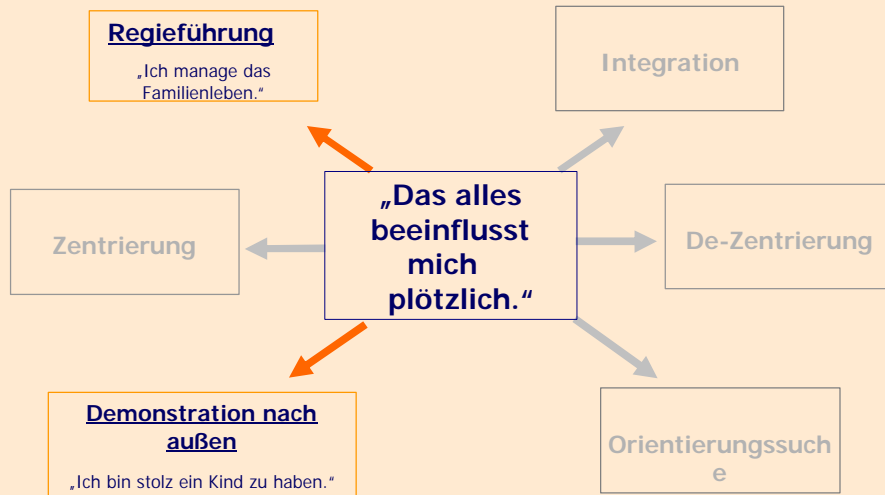 Regieführung
„Ich manage das
Familienleben.“
Integration
Zentrierung
„Das alles
beeinflusst
mich
plötzlich.“
De-Zentrierung
Demonstration nach
außen
„Ich bin stolz ein Kind zu haben.“
Orientierungssuch
e